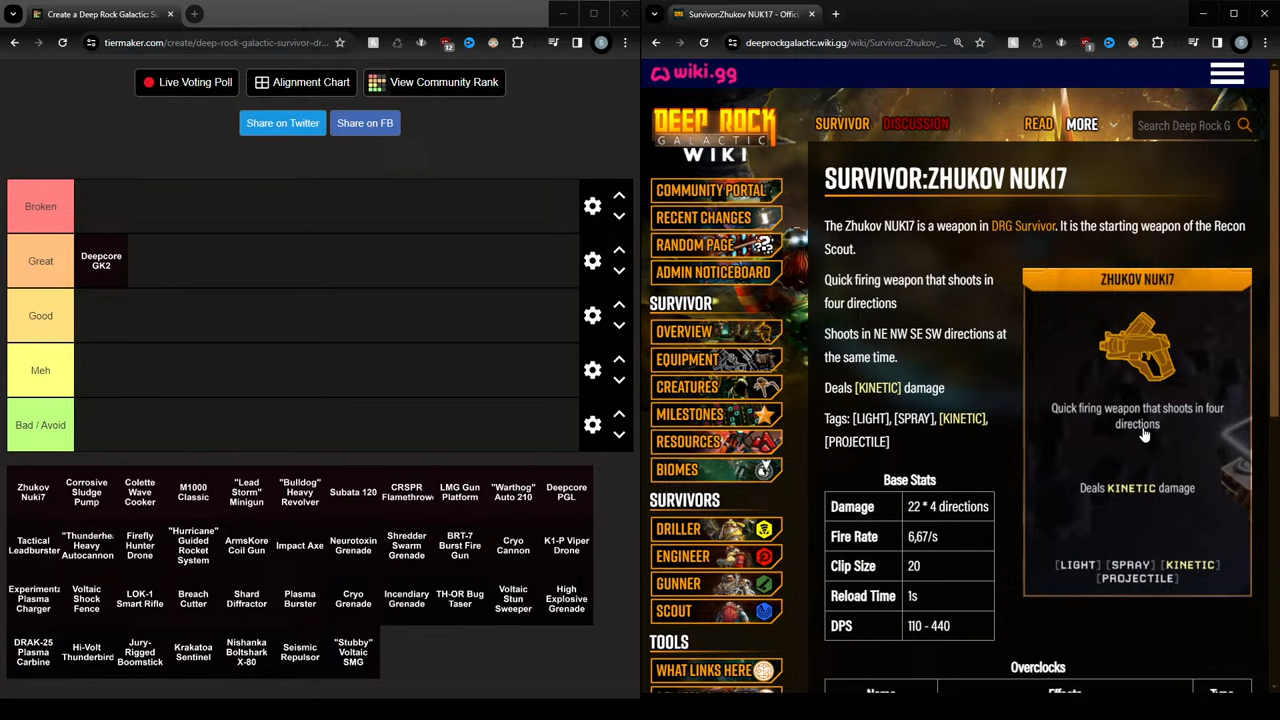 Create a Deep Rock Galactic: Su
tiermaker.com/create/deep-rock-galactic-survivor-dr...
12
S
Live Voting Poll
Alignment Chart
View Community Rank
Share on Twitter
Share on FB
Broken
Great
Deepcore
GK2
Good
Meh
Bad / Avoid
Zhukov
Nuki7
Corrosive
Sludge
Pump
Colette
Wave
Cooker
M1000
Classic
"Lead
Storm"
Minigun
"Bulldog"
Heavy
Revolver
Subata 120
CRSPR
Flamethrow
LMG Gun
Platform
"Warthog"
Auto 210
Deepcore
PGL
Tactical
Leadburster
"Thunderhe
Heavy
Autocannon
Firefly
Hunter
Drone
"Hurricane"
Guided
Rocket
System
ArmsKore
Coil Gun
Impact Axe
Neurotoxin
Grenade
Shredder
Swarm
Grenade
BRT-7
Burst Fire
Gun
Cryo
Cannon
K1-P Viper
Drone
Experimenta
Plasma
Charger
Voltaic
Shock
Fence
LOK-1
Smart Rifle
Breach
Cutter
Shard
Diffractor
Plasma
Burster
Cryo
Grenade
Incendiary
Grenade
TH-OR Bug
Taser
Voltaic
Stun
Sweeper
High
Explosive
Grenade
DRAK-25
Plasma
Carbine
Hi-Volt
Thunderbird
Jury-
Rigged
Boomstick
Krakatoa
Sentinel
Nishanka
Boltshark
X-80
Seismic
Repulsor
"Stubby"
Voltaic
SMG
Survivor:Zhukov NUK17 - Offic
deeprockgalactic.wiki.gg/wiki/Survivor:Zhukov_...
1
S
wiki.gg
DEEP ROCK
GALACTIC
WIKI
SURVIVOR
DISCUSSION
READ
MORE
Search Deep Rock G
COMMUNITY PORTAL
RECENT CHANGES
RANDOM PAGE
ADMIN NOTICEBOARD
SURVIVOR
OVERVIEW
EQUIPMENT
CREATURES
MILESTONES
RESOURCES
BIOMES
SURVIVORS
DRILLER
ENGINEER
GUNNER
SCOUT
TOOLS
WHAT LINKS HERE
SURVIVOR:ZHUKOV NUK17
The Zhukov NUK17 is a weapon in DRG Survivor. It is the starting weapon of the Recon
Scout.
Quick firing weapon that shoots in
four directions
Shoots in NE NW SE SW directions at
the same time.
Deals [KINETIC] damage
Tags: [LIGHT], [SPRAY], [KINETIC],
[PROJECTILE]
Base Stats
Damage 22 * 4 directions
Fire Rate 6,67/s
Clip Size 20
Reload Time 1s
DPS 110 - 440
ZHUKOV NUK17
Quick firing weapon that shoots in four
directions
Deals KINETIC damage
[LIGHT] [SPRAY] [KINETIC]
[PROJECTILE]
Overclocks
Name Effects Type